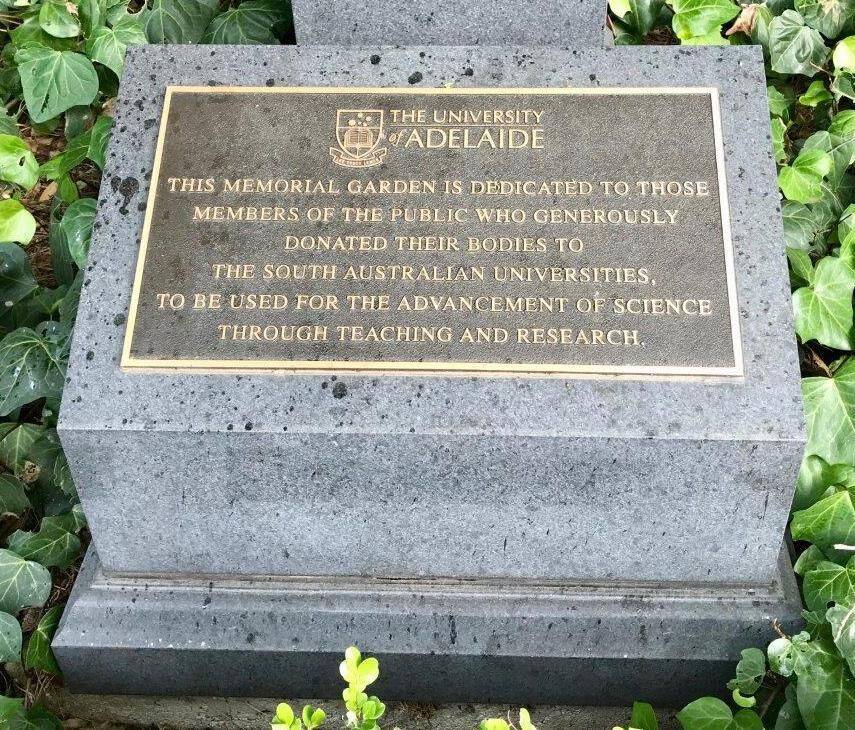 THE UNIVERSITY
of ADELAIDE
THIS MEMORIAL GARDEN IS DEDICATED TO THOSE
MEMBERS OF THE PUBLIC WHO GENEROUSLY
DONATED THEIR BODIES TO
THE SOUTH AUSTRALIAN UNIVERSITIES,
TO BE USED FOR THE ADVANCEMENT OF SCIENCE
THROUGH TEACHING AND RESEARCH.